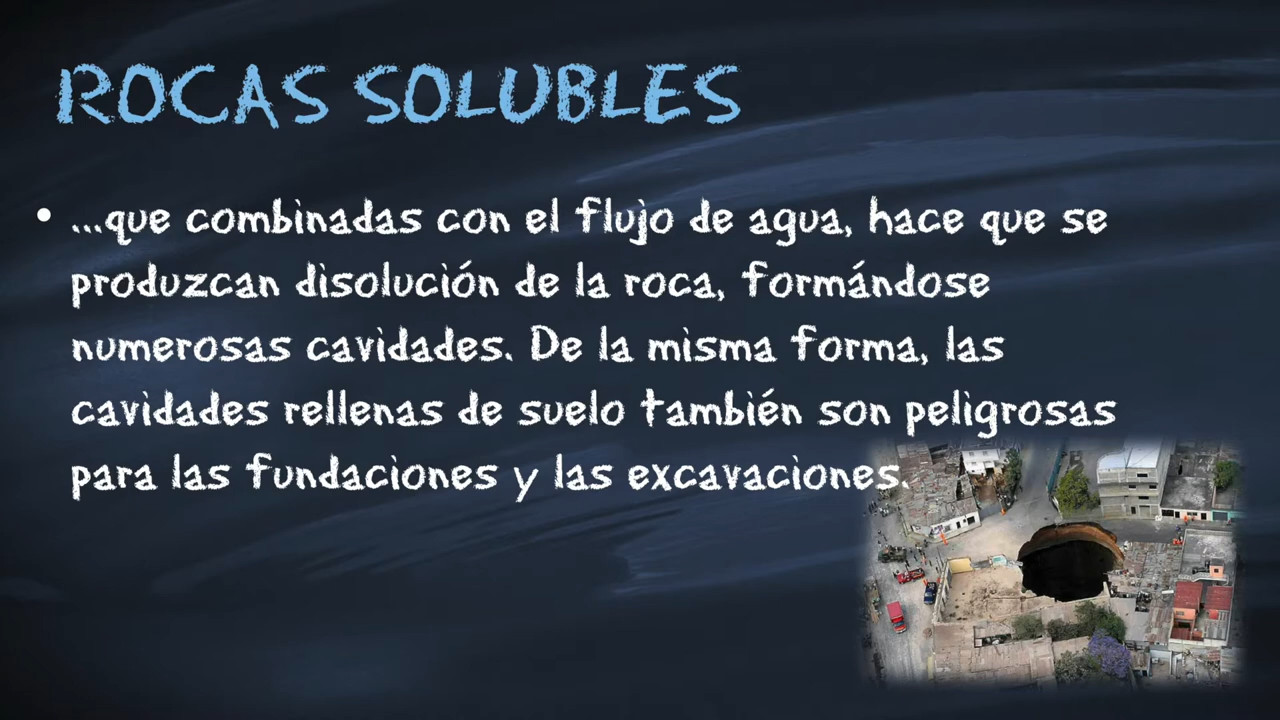 ROCAS SOLUBLES
• ...que combinadas con el flujo de agua, hace que se
produzcan disolución de la roca, formándose
numerosas cavidades. De la misma forma, las
cavidades rellenas de suelo también son peligrosas
para las fundaciones y las excavaciones.